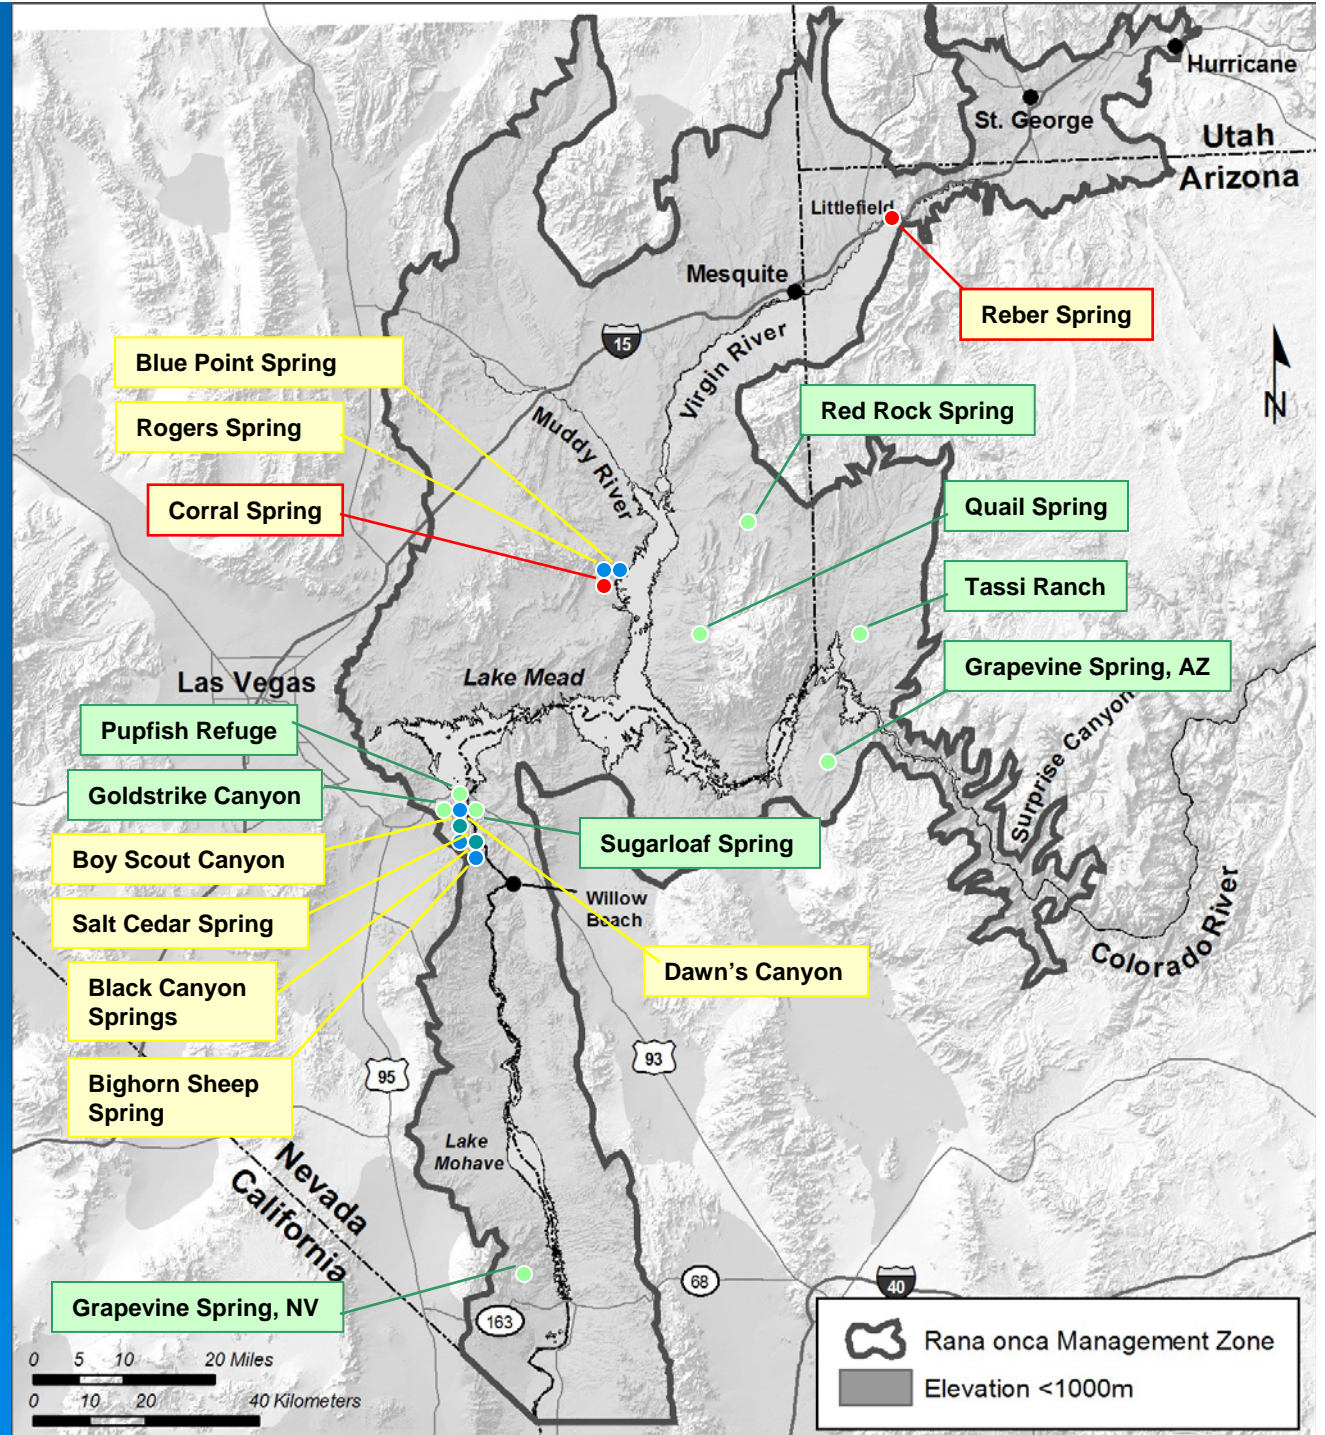 Hurricane
St. George
Utah
Arizona
Littlefield
Mesquite
Reber Spring
15
Virgin River
N
Blue Point Spring
Rogers Spring
Corral Spring
Muddy River
Red Rock Spring
Quail Spring
Tassi Ranch
Grapevine Spring, AZ
Las Vegas
Lake Mead
Pupfish Refuge
Goldstrike Canyon
Boy Scout Canyon
Salt Cedar Spring
Black Canyon
Springs
Bighorn Sheep
Spring
Sugarloaf Spring
Willow
Beach
Dawn's Canyon
Surprise Canyon
Colorado River
95
93
Lake
Mohave
Nevada
California
Grapevine Spring, NV
163
68
40
0 5 10 20 Miles
0 10 20 40 Kilometers
Rana onca Management Zone
Elevation <1000m